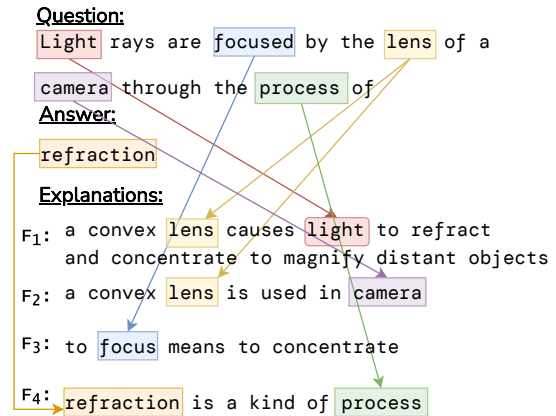 Question:
Light rays are focused by the lens of a
camera through the process of
Answer:
refraction
Explanations:
F1: a convex lens causes light to refract
and concentrate to magnify distant objects
F2: a convex lens is used in camera
F3: to focus means to concentrate
F4: refraction is a kind of process